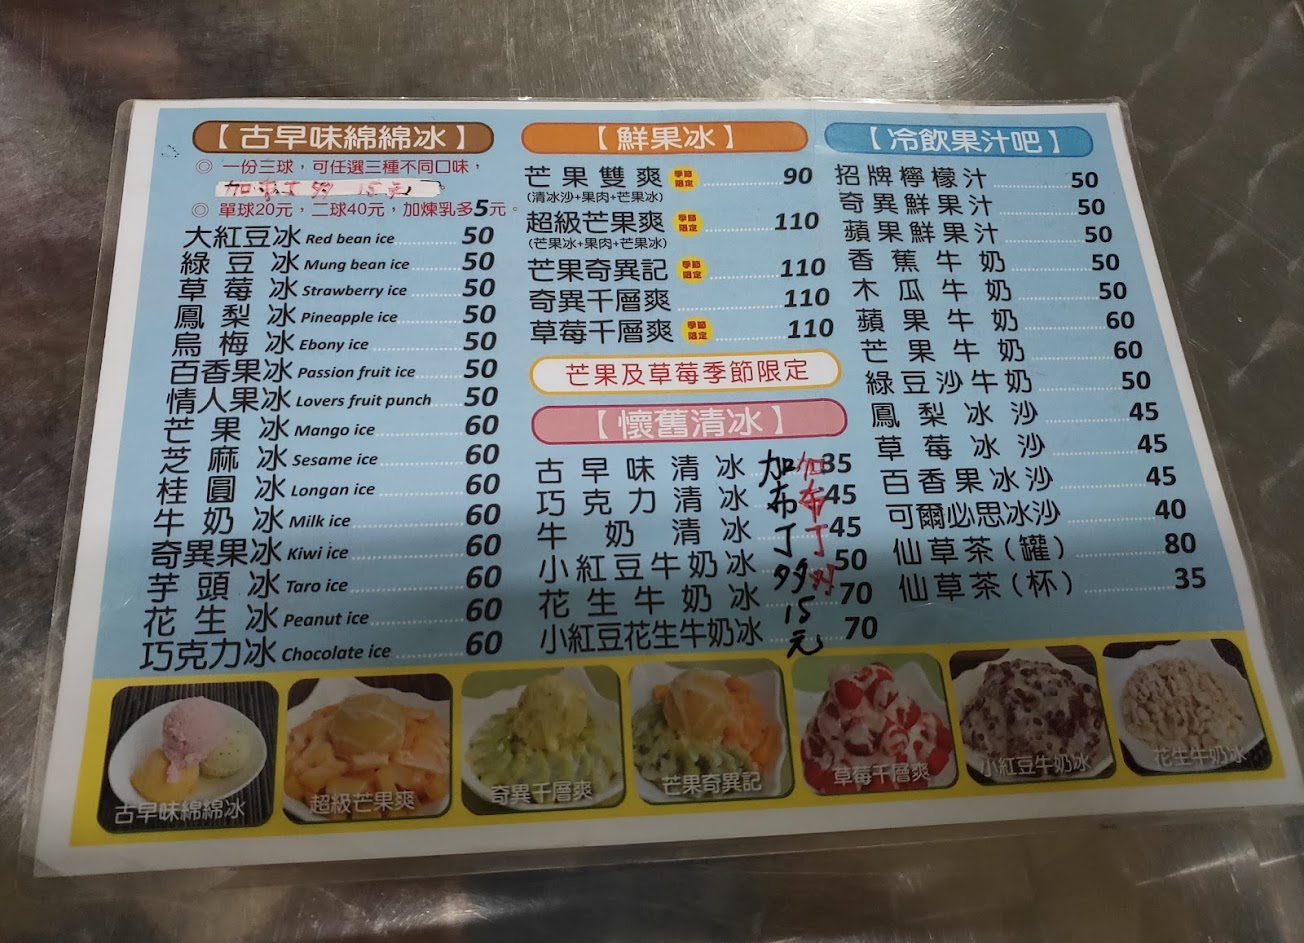 【古早味綿綿冰】
◎ 一份三球，可任選三種不同口味，
加布丁多 15元
◎ 單球20元，二球40元，加煉乳多5元。
大紅豆冰 Red bean ice 50
綠豆冰 Mung bean ice 50
草莓冰 Strawberry ice 50
鳳梨冰 Pineapple ice 50
烏梅冰 Ebony ice 50
百香果冰 Passion fruit ice 50
情人果冰 Lovers fruit punch 50
芒果冰 Mango ice 60
芝麻冰 Sesame ice 60
桂圓冰 Longan ice 60
牛奶冰 Milk ice 60
奇異果冰 Kiwi ice 60
芋頭冰 Taro ice 60
花生冰 Peanut ice 60
巧克力冰 Chocolate ice 60
【鮮果冰】
芒果雙爽 季節限定 90
(清冰沙+果肉+芒果冰)
超級芒果爽 季節限定 110
(芒果冰+果肉+芒果冰)
芒果奇異記 季節限定 110
奇異千層爽 110
草莓千層爽 季節限定 110
芒果及草莓季節限定
【懷舊清冰】
古早味清冰 35
巧克力清冰 45
牛奶清冰 45
小紅豆牛奶冰 50
花生牛奶冰 70
小紅豆花生牛奶冰 70
加布丁多15元
加布丁多
【冷飲果汁吧】
招牌檸檬汁 50
奇異鮮果汁 50
蘋果鮮果汁 50
香蕉牛奶 50
木瓜牛奶 50
蘋果牛奶 60
芒果牛奶 60
綠豆沙牛奶 50
鳳梨冰沙 45
草莓冰沙 45
百香果冰沙 45
可爾必思冰沙 40
仙草茶(罐) 80
仙草茶(杯) 35
古早味綿綿冰
超級芒果爽
奇異千層爽
芒果奇異記
草莓千層爽
小紅豆牛奶冰
花生牛奶冰